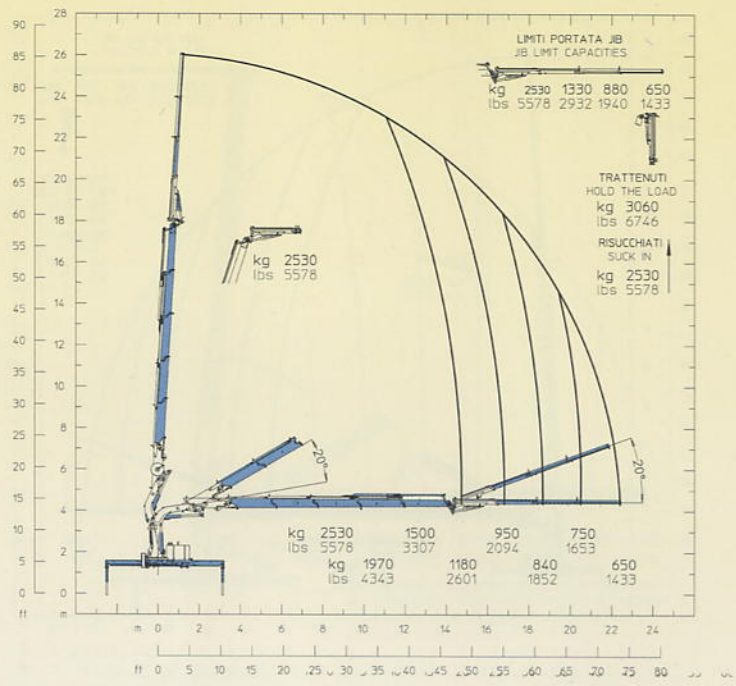 LIMITI PORTATA JIB
JIB LIMIT CAPACITIES
kg 2530 1330 880 650
lbs 5578 2932 1940 1433
TRATTENUTI
HOLD THE LOAD
kg 3060
lbs 6746
RISUCCHIATI
SUCK IN
kg 2530
lbs 5578
kg 2530
lbs 5578
20°
20°
kg 2530 1500 950 750
lbs 5578 3307 2094 1653
kg 1970 1180 840 650
lbs 4343 2601 1852 1433
90
85
80
75
70
65
60
55
50
45
40
35
30
25
20
15
10
5
0
ft
28
26
24
22
20
18
16
14
12
10
8
6
4
2
0
m
m 0 2 4 6 8 10 12 14 16 18 20 22 24
ft 0 5 10 15 20 25 30 35 40 45 50 55 60 65 70 75 80